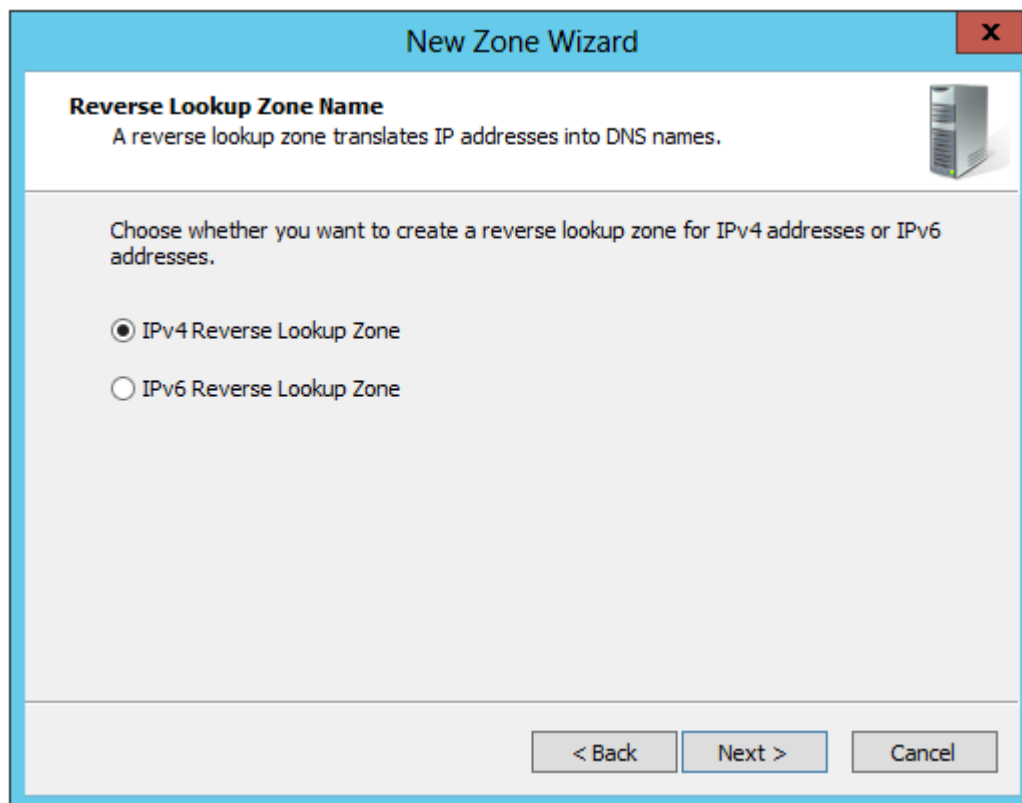 New Zone Wizard
x
Reverse Lookup Zone Name
A reverse lookup zone translates IP addresses into DNS names.
Choose whether you want to create a reverse lookup zone for IPv4 addresses or IPv6
addresses.
IPv4 Reverse Lookup Zone
IPv6 Reverse Lookup Zone
< Back Next > Cancel